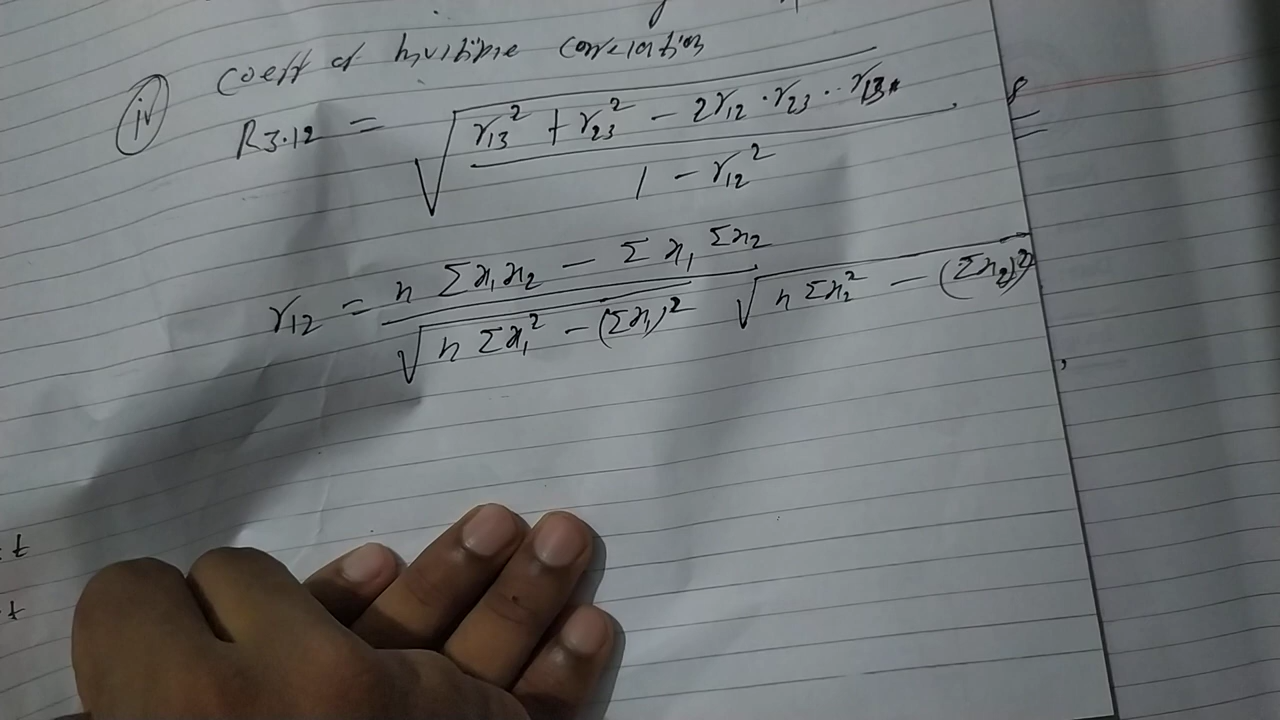 (iv) coeff of multiple correlation
R3.12 = √((r₁₃² + r₂₃² − 2r₁₂ · r₂₃ · r₁₃) / (1 − r₁₂²))
r₁₂ = (n Σx₁x₂ − Σx₁ Σx₂) / (√(n Σx₁² − (Σx₁)²) √(n Σx₂² − (Σx₂)²))